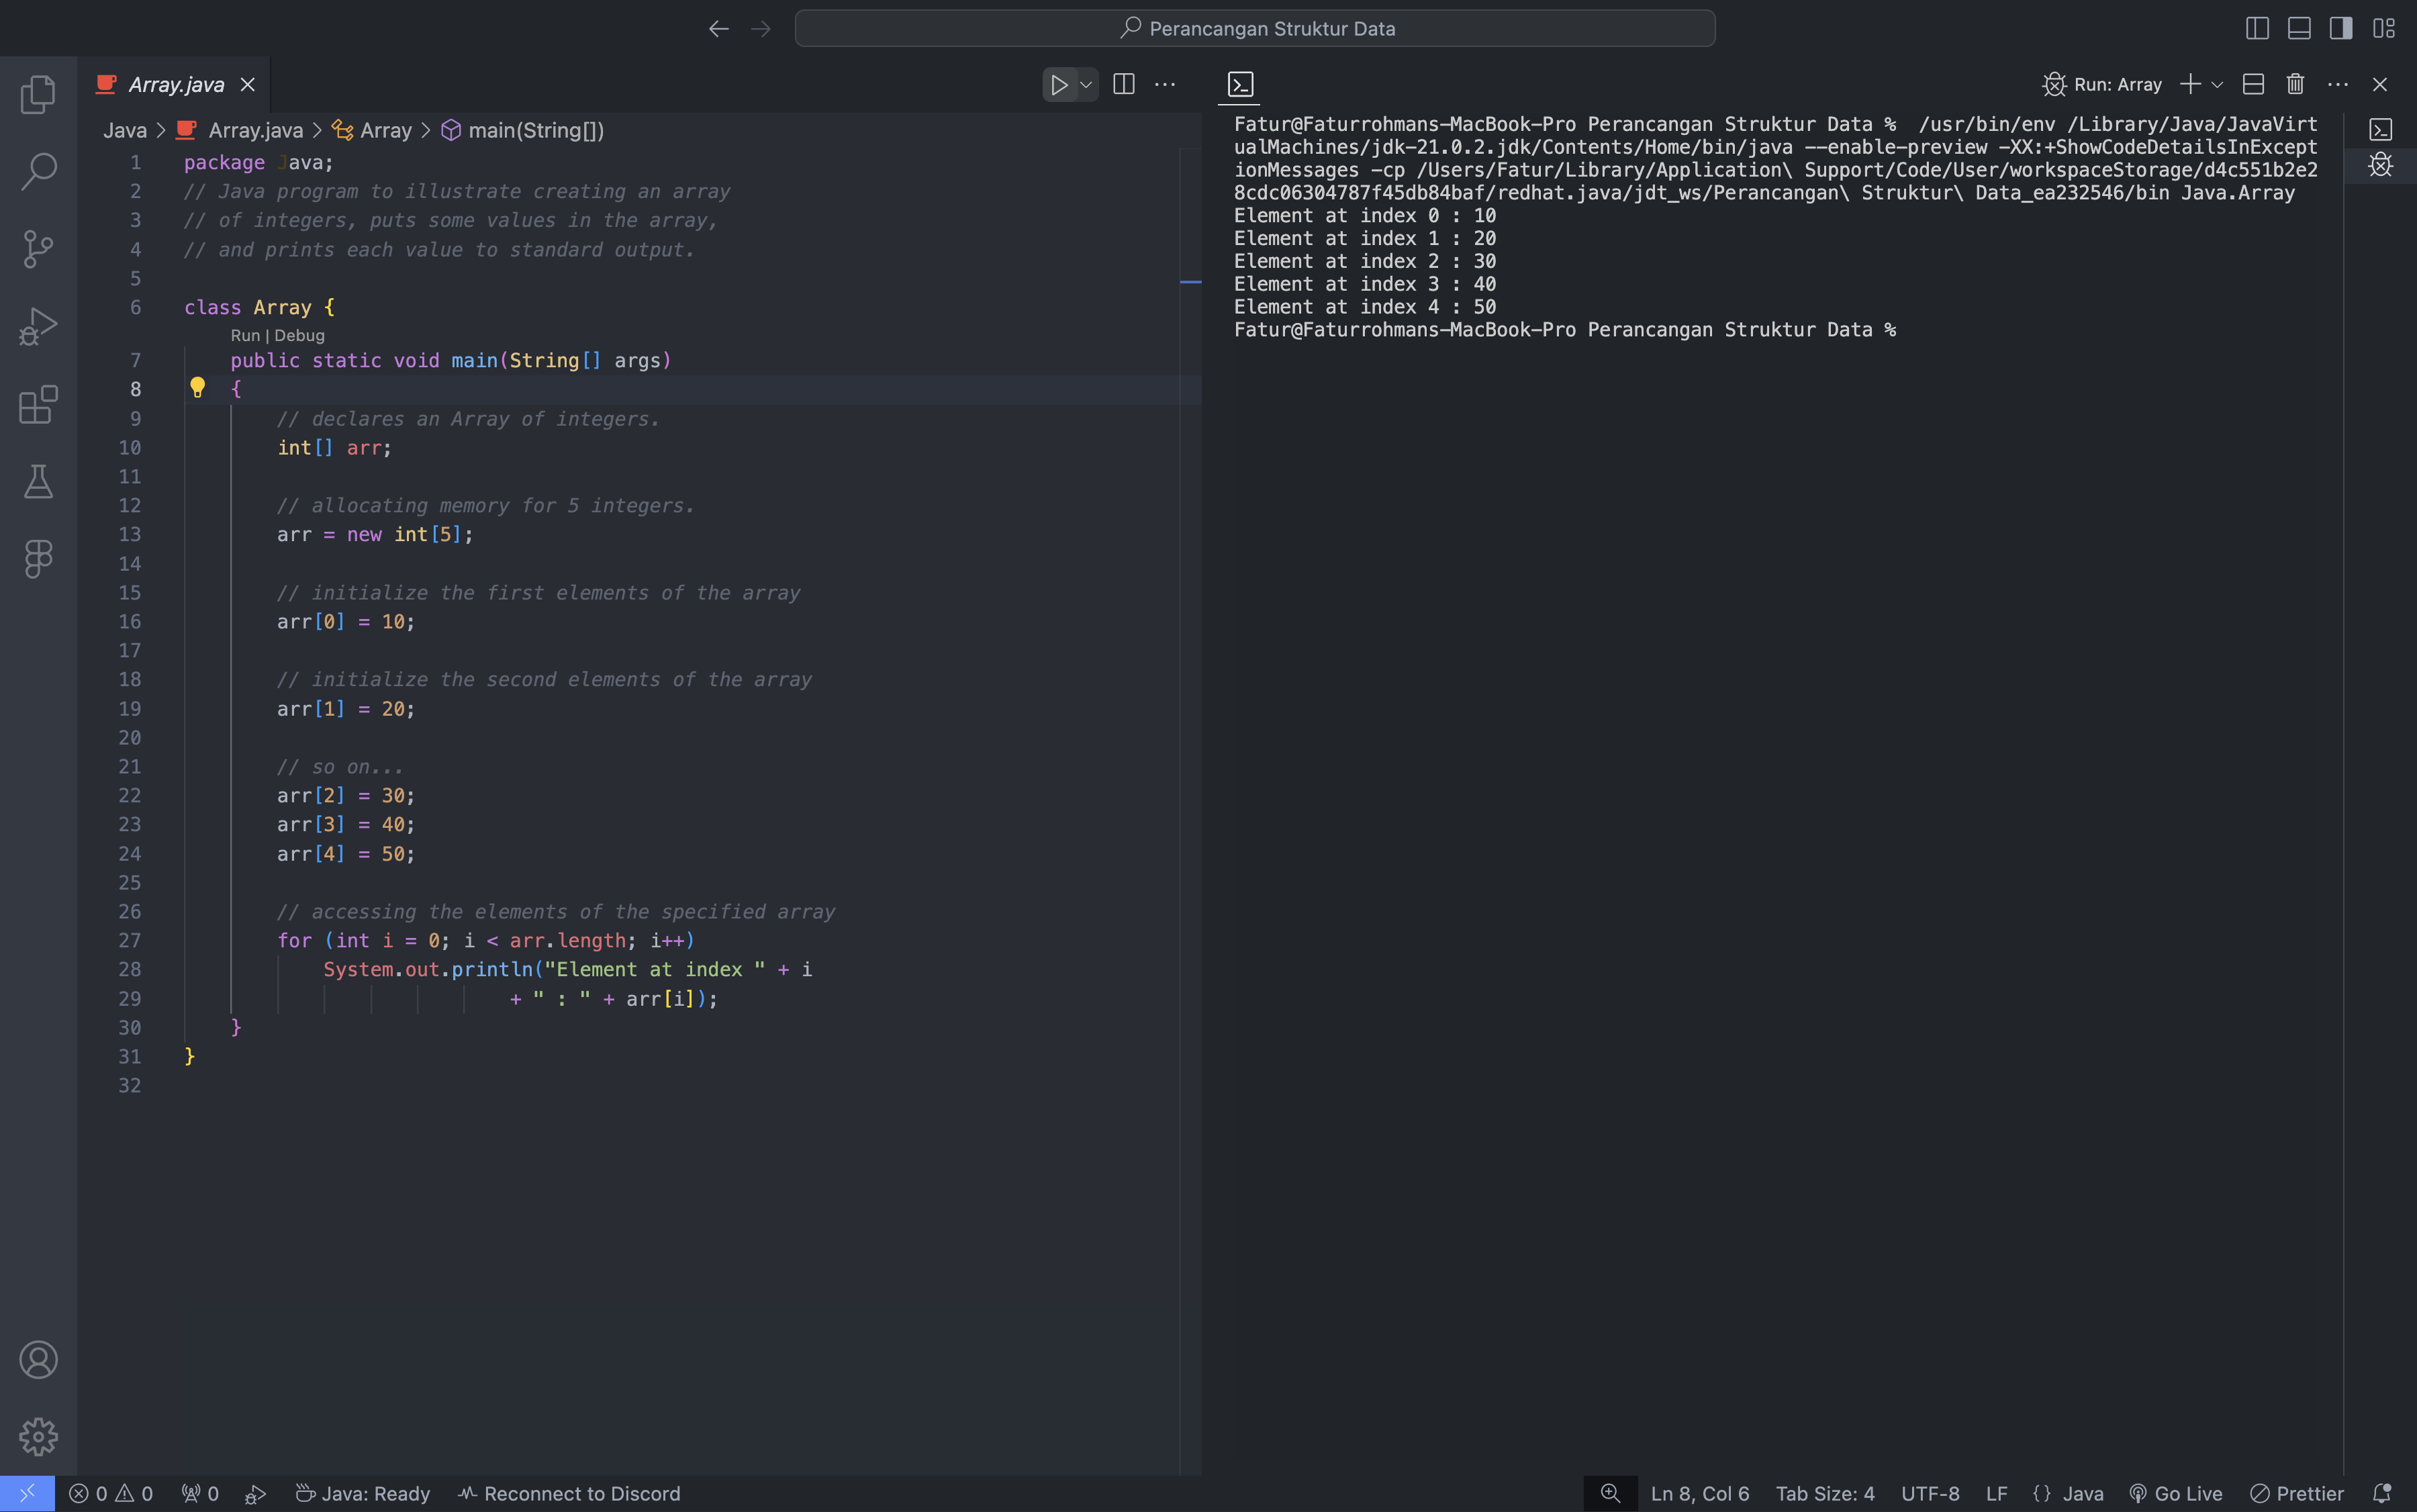 Perancangan Struktur Data
Array.java
Run: Array
Java > Array.java > Array > main(String[])
1 package Java;
2 // Java program to illustrate creating an array
3 // of integers, puts some values in the array,
4 // and prints each value to standard output.
5
6 class Array {
Run | Debug
7 public static void main(String[] args)
8 {
9 // declares an Array of integers.
10 int[] arr;
11
12 // allocating memory for 5 integers.
13 arr = new int[5];
14
15 // initialize the first elements of the array
16 arr[0] = 10;
17
18 // initialize the second elements of the array
19 arr[1] = 20;
20
21 // so on...
22 arr[2] = 30;
23 arr[3] = 40;
24 arr[4] = 50;
25
26 // accessing the elements of the specified array
27 for (int i = 0; i < arr.length; i++)
28 System.out.println("Element at index " + i
29 + " : " + arr[i]);
30 }
31 }
32
Fatur@Faturrohmans-MacBook-Pro Perancangan Struktur Data %  /usr/bin/env /Library/Java/JavaVirt
ualMachines/jdk-21.0.2.jdk/Contents/Home/bin/java --enable-preview -XX:+ShowCodeDetailsInExcept
ionMessages -cp /Users/Fatur/Library/Application\ Support/Code/User/workspaceStorage/d4c551b2e2
8cdc06304787f45db84baf/redhat.java/jdt_ws/Perancangan\ Struktur\ Data_ea232546/bin Java.Array
Element at index 0 : 10
Element at index 1 : 20
Element at index 2 : 30
Element at index 3 : 40
Element at index 4 : 50
Fatur@Faturrohmans-MacBook-Pro Perancangan Struktur Data %
0 0 0 Java: Ready Reconnect to Discord
Ln 8, Col 6 Tab Size: 4 UTF-8 LF {} Java Go Live Prettier